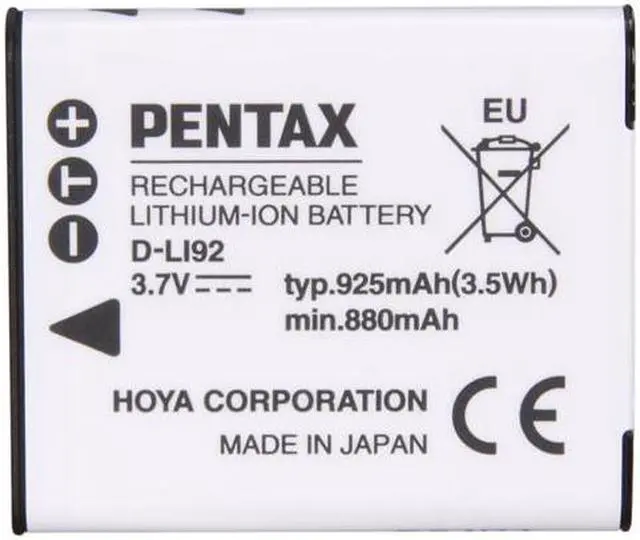 PENTAX
EU
RECHARGEABLE
LITHIUM-ION BATTERY
D-LI92
3.7V
typ.925mAh(3.5Wh)
min.880mAh
+
T
−
HOYA CORPORATION
MADE IN JAPAN
CE